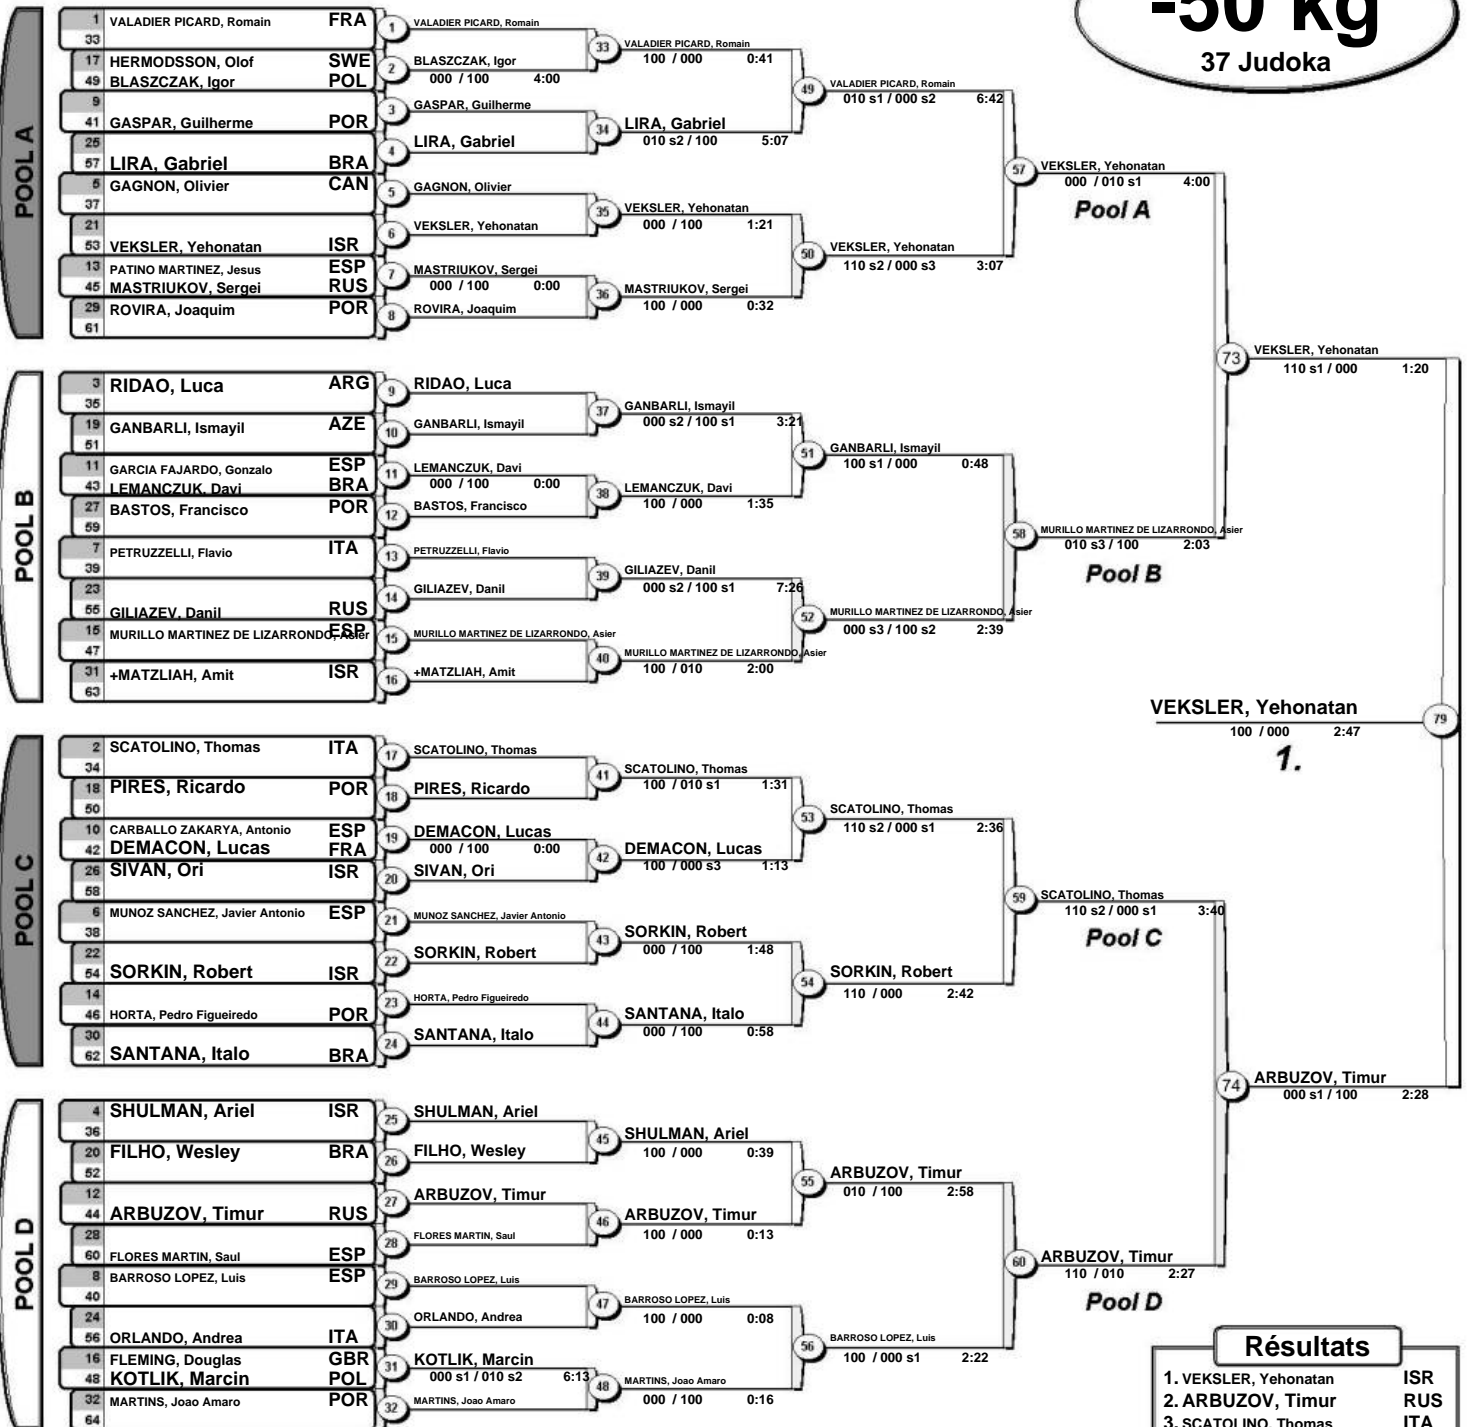 -50 kg
37 Judoka
POOL A
1 VALADIER PICARD, Romain FRA
33
17 HERMODSSON, Olof SWE
49 BLASZCZAK, Igor POL
9
41 GASPAR, Guilherme POR
25
57 LIRA, Gabriel BRA
5 GAGNON, Olivier CAN
37
21
53 VEKSLER, Yehonatan ISR
13 PATINO MARTINEZ, Jesus ESP
45 MASTRIUKOV, Sergei RUS
29 ROVIRA, Joaquim POR
61
1 VALADIER PICARD, Romain
2 BLASZCZAK, Igor
000 / 100 4:00
3 GASPAR, Guilherme
4 LIRA, Gabriel
5 GAGNON, Olivier
6 VEKSLER, Yehonatan
7 MASTRIUKOV, Sergei
000 / 100 0:00
8 ROVIRA, Joaquim
33 VALADIER PICARD, Romain
100 / 000 0:41
34 LIRA, Gabriel
010 s2 / 100 5:07
35 VEKSLER, Yehonatan
000 / 100 1:21
36 MASTRIUKOV, Sergei
100 / 000 0:32
49 VALADIER PICARD, Romain
010 s1 / 000 s2 6:42
50 VEKSLER, Yehonatan
110 s2 / 000 s3 3:07
57 VEKSLER, Yehonatan
000 / 010 s1 4:00
Pool A
POOL B
3 RIDAO, Luca ARG
35
19 GANBARLI, Ismayil AZE
51
11 GARCIA FAJARDO, Gonzalo ESP
43 LEMANCZUK, Davi BRA
27 BASTOS, Francisco POR
59
7 PETRUZZELLI, Flavio ITA
39
23
55 GILIAZEV, Danil RUS
15 MURILLO MARTINEZ DE LIZARRONDO, Asier ESP
47
31 +MATZLIAH, Amit ISR
63
9 RIDAO, Luca
10 GANBARLI, Ismayil
11 LEMANCZUK, Davi
000 / 100 0:00
12 BASTOS, Francisco
13 PETRUZZELLI, Flavio
14 GILIAZEV, Danil
15 MURILLO MARTINEZ DE LIZARRONDO, Asier
16 +MATZLIAH, Amit
37 GANBARLI, Ismayil
000 s2 / 100 s1 3:21
38 LEMANCZUK, Davi
100 / 000 1:35
39 GILIAZEV, Danil
000 s2 / 100 s1 7:26
40 MURILLO MARTINEZ DE LIZARRONDO, Asier
100 / 010 2:00
51 GANBARLI, Ismayil
100 s1 / 000 0:48
52 MURILLO MARTINEZ DE LIZARRONDO, Asier
000 s3 / 100 s2 2:39
58 MURILLO MARTINEZ DE LIZARRONDO, Asier
010 s3 / 100 2:03
Pool B
73 VEKSLER, Yehonatan
110 s1 / 000 1:20
VEKSLER, Yehonatan 79
100 / 000 2:47
1.
POOL C
2 SCATOLINO, Thomas ITA
34
18 PIRES, Ricardo POR
50
10 CARBALLO ZAKARYA, Antonio ESP
42 DEMACON, Lucas FRA
26 SIVAN, Ori ISR
58
6 MUNOZ SANCHEZ, Javier Antonio ESP
38
22
54 SORKIN, Robert ISR
14
46 HORTA, Pedro Figueiredo POR
30
62 SANTANA, Italo BRA
17 SCATOLINO, Thomas
18 PIRES, Ricardo
19 DEMACON, Lucas
000 / 100 0:00
20 SIVAN, Ori
21 MUNOZ SANCHEZ, Javier Antonio
22 SORKIN, Robert
23 HORTA, Pedro Figueiredo
24 SANTANA, Italo
41 SCATOLINO, Thomas
100 / 010 s1 1:31
42 DEMACON, Lucas
100 / 000 s3 1:13
43 SORKIN, Robert
000 / 100 1:48
44 SANTANA, Italo
000 / 100 0:58
53 SCATOLINO, Thomas
110 s2 / 000 s1 2:36
54 SORKIN, Robert
110 / 000 2:42
59 SCATOLINO, Thomas
110 s2 / 000 s1 3:40
Pool C
POOL D
4 SHULMAN, Ariel ISR
36
20 FILHO, Wesley BRA
52
12
44 ARBUZOV, Timur RUS
28
60 FLORES MARTIN, Saul ESP
8 BARROSO LOPEZ, Luis ESP
40
24
56 ORLANDO, Andrea ITA
16 FLEMING, Douglas GBR
48 KOTLIK, Marcin POL
32 MARTINS, Joao Amaro POR
64
25 SHULMAN, Ariel
26 FILHO, Wesley
27 ARBUZOV, Timur
28 FLORES MARTIN, Saul
29 BARROSO LOPEZ, Luis
30 ORLANDO, Andrea
31 KOTLIK, Marcin
000 s1 / 010 s2 6:13
32 MARTINS, Joao Amaro
45 SHULMAN, Ariel
100 / 000 0:39
46 ARBUZOV, Timur
100 / 000 0:13
47 BARROSO LOPEZ, Luis
100 / 000 0:08
48 MARTINS, Joao Amaro
000 / 100 0:16
55 ARBUZOV, Timur
010 / 100 2:58
56 BARROSO LOPEZ, Luis
100 / 000 s1 2:22
60 ARBUZOV, Timur
110 / 010 2:27
Pool D
74 ARBUZOV, Timur
000 s1 / 100 2:28
Résultats
1. VEKSLER, Yehonatan ISR
2. ARBUZOV, Timur RUS
3. SCATOLINO, Thomas ITA